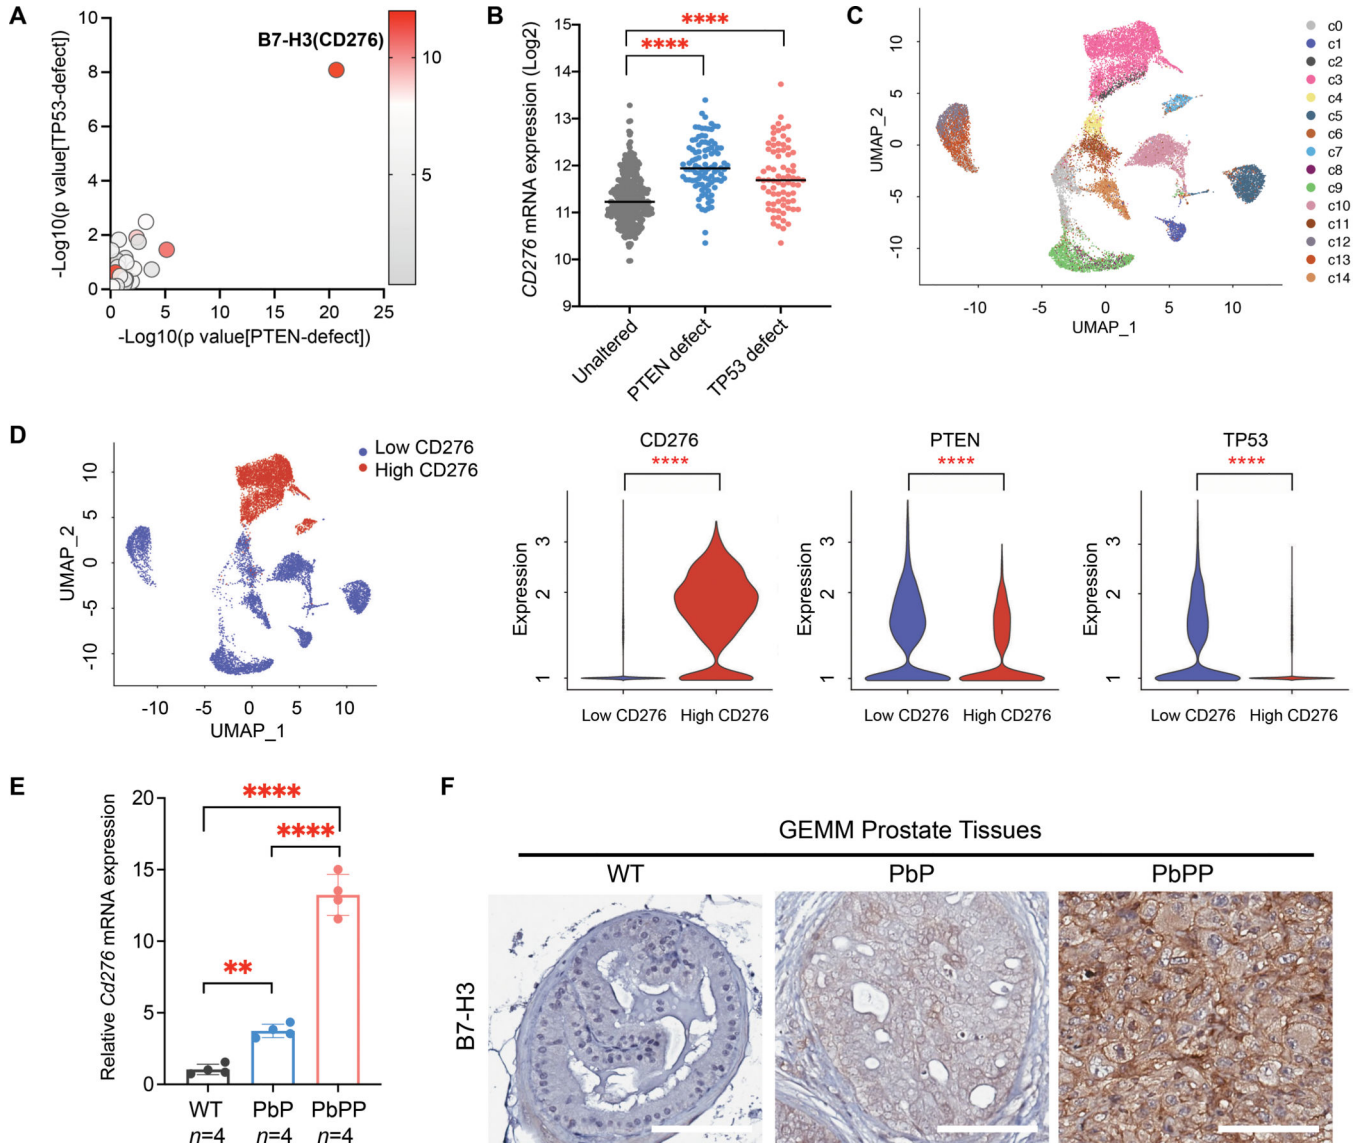 A
-Log10(p value[TP53-defect])
10
8
6
4
2
0
B7-H3(CD276)
10
5
0
5
10
15
20
25
-Log10(p value[PTEN-defect])
B
CD276 mRNA expression (Log2)
15
14
13
12
11
10
9
****
****
Unaltered
PTEN defect
TP53 defect
C
UMAP_2
10
5
0
-5
-10
-10
-5
0
5
10
UMAP_1
c0
c1
c2
c3
c4
c5
c6
c7
c8
c9
c10
c11
c12
c13
c14
D
UMAP_2
10
5
0
-5
-10
-10
-5
0
5
10
UMAP_1
Low CD276
High CD276
CD276
****
Expression
3
2
1
Low CD276
High CD276
PTEN
****
Expression
3
2
1
Low CD276
High CD276
TP53
****
Expression
3
2
1
Low CD276
High CD276
E
Relative Cd276 mRNA expression
20
15
10
5
0
****
****
**
WT
PbP
PbPP
n=4
n=4
n=4
F
GEMM Prostate Tissues
WT
PbP
PbPP
B7-H3